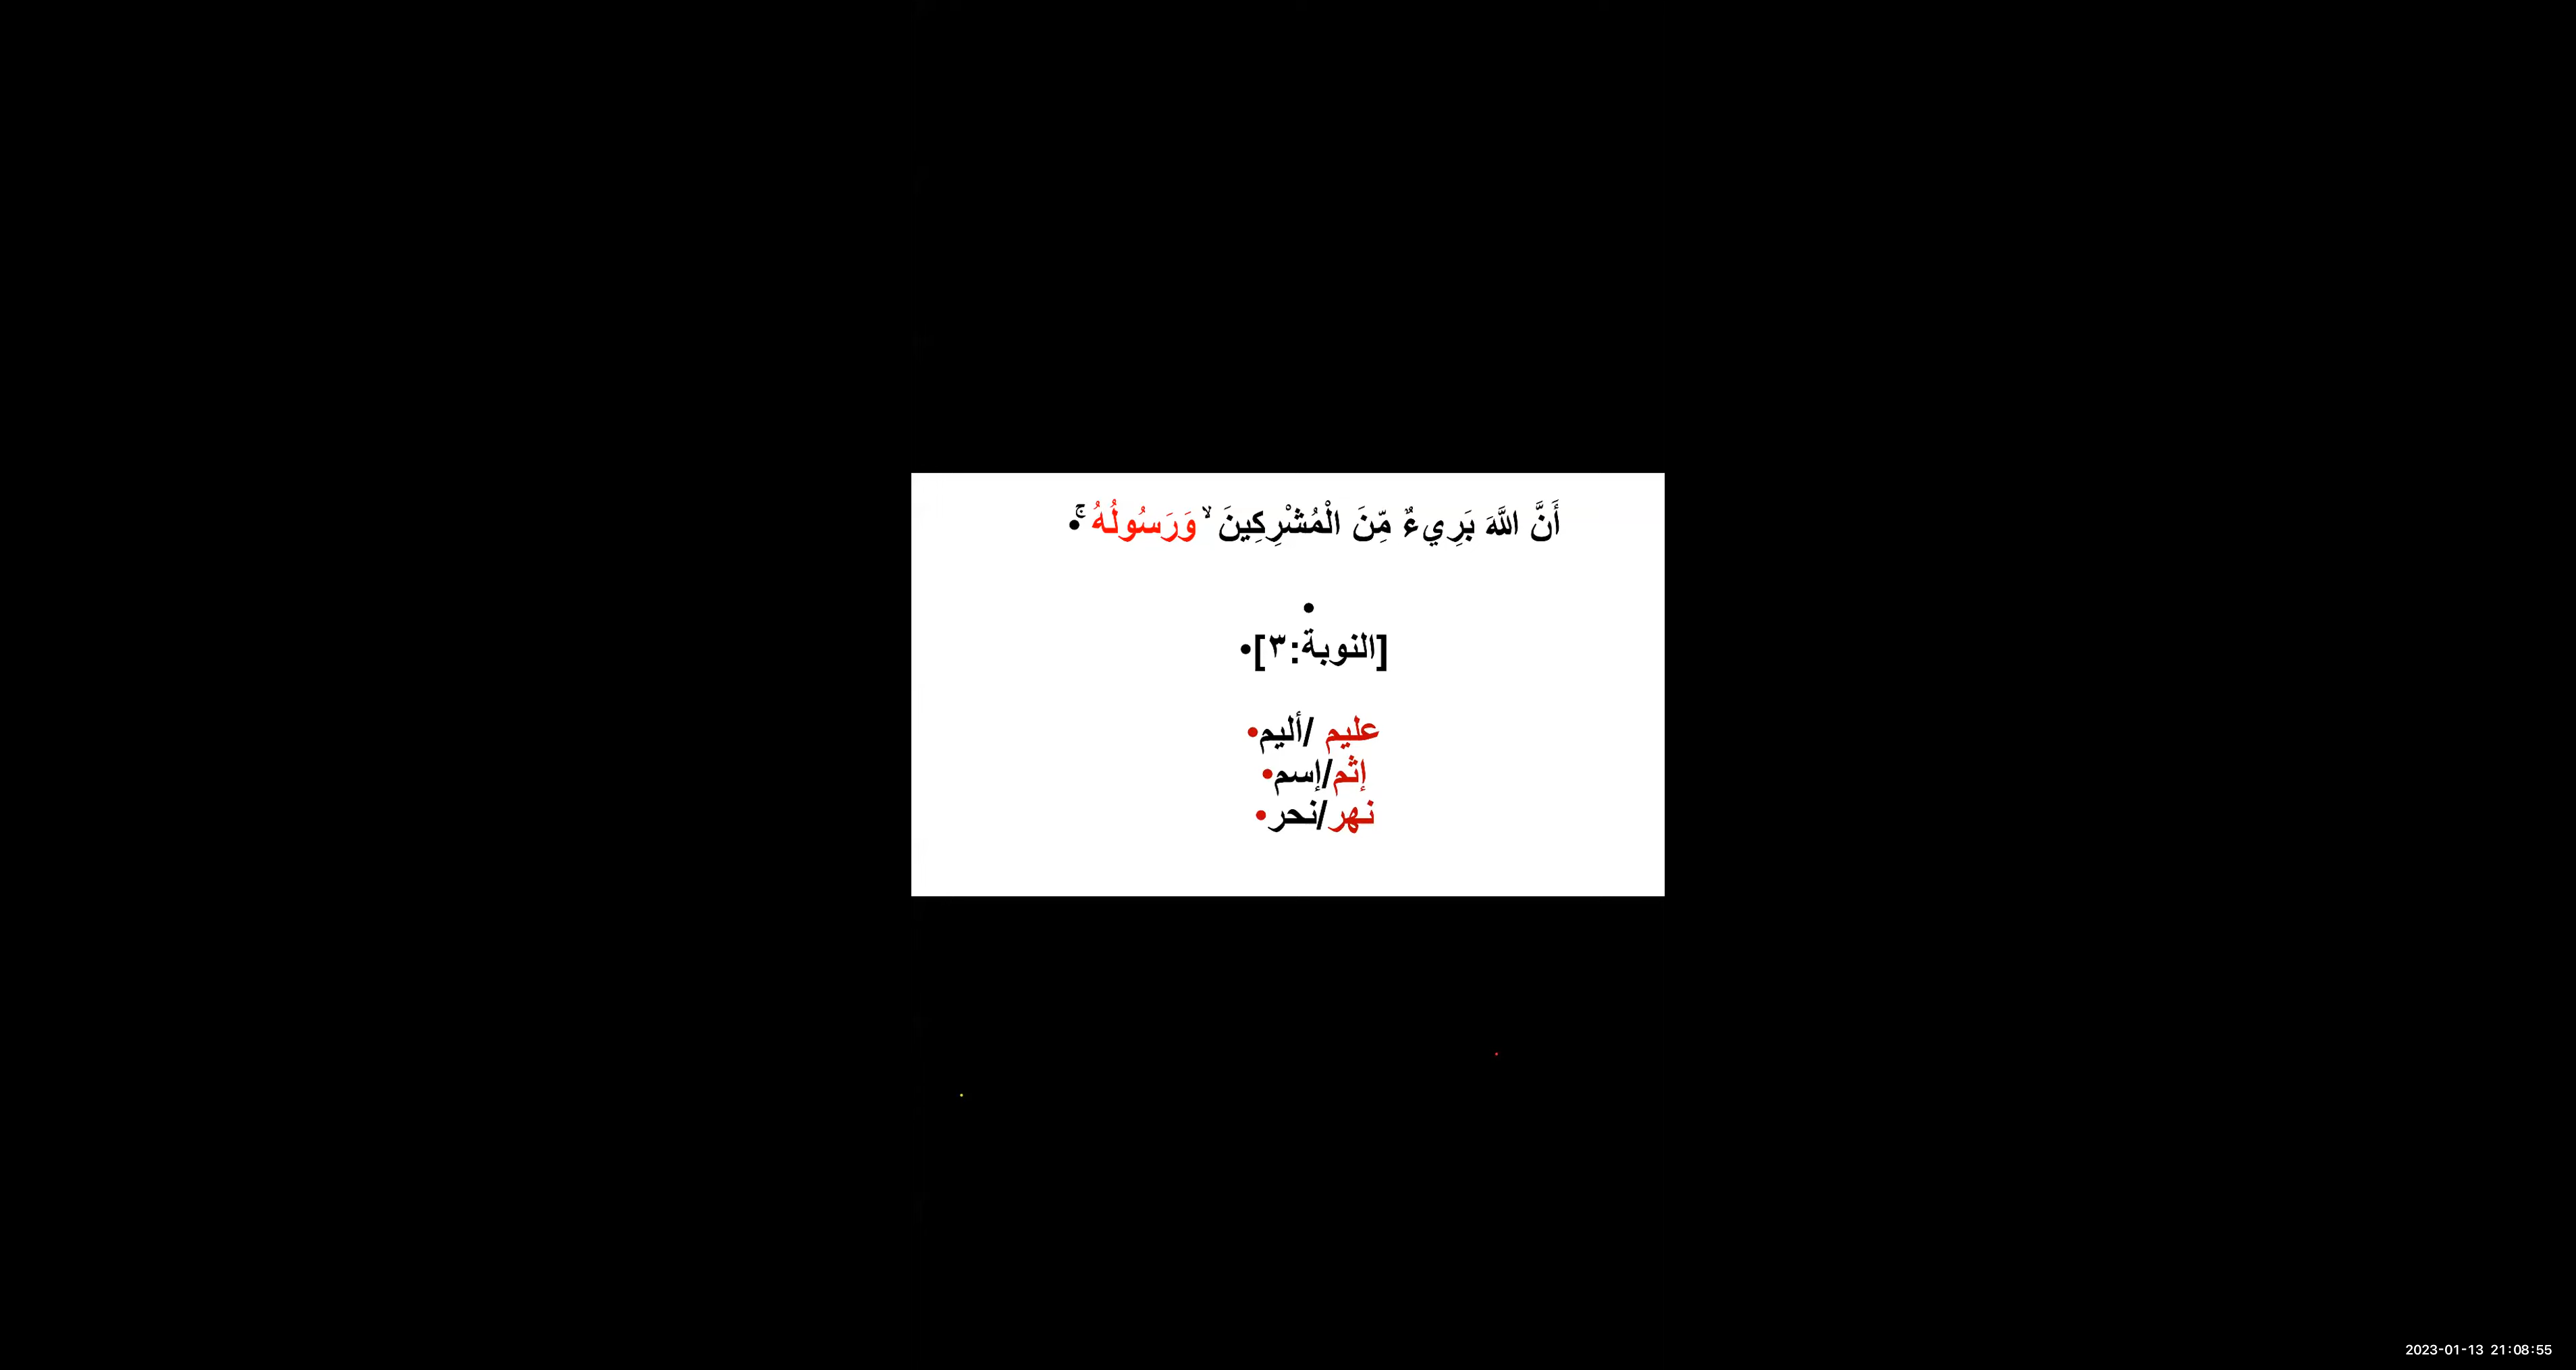 أَنَّ اللَّهَ بَرِيءٌ مِّنَ الْمُشْرِكِينَ ۙ وَرَسُولُهُ ۚ •
•
[النوبة:٣]•
عليم /أليم•
إثم/إسم•
نهر/نحر•
2023-01-13 21:08:55